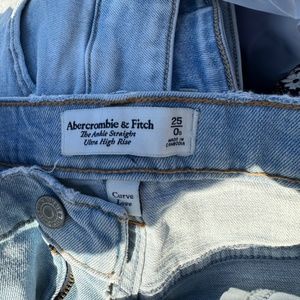 Abercrombie & Fitch
The Ankle Straight
Ultra High Rise
25
0S
MADE IN
CAMBODIA
Curve
Love